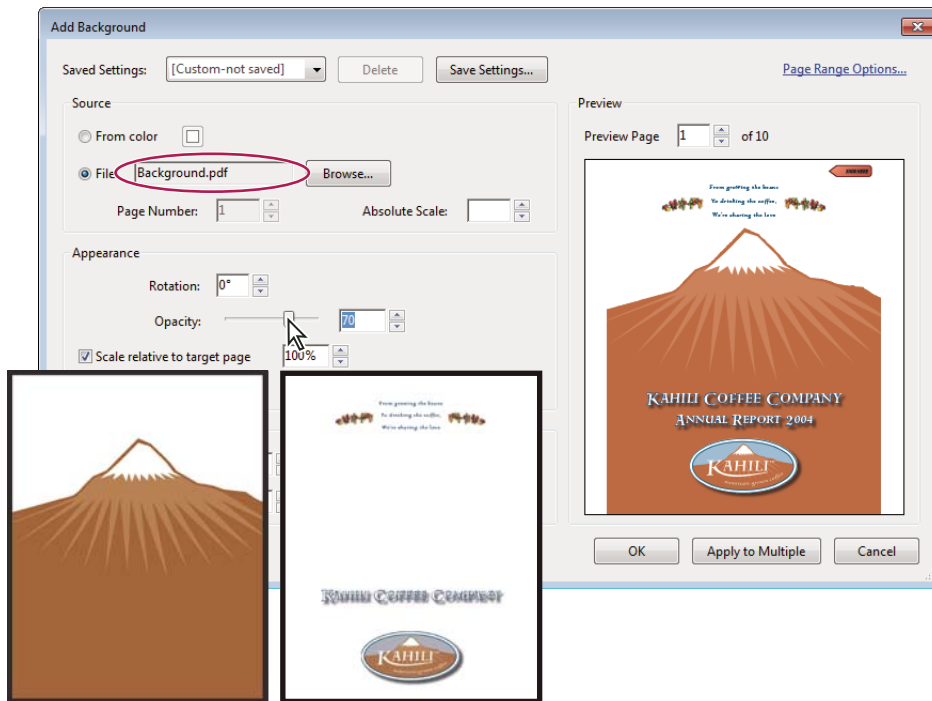 Add Background
Saved Settings: [Custom-not saved] Delete Save Settings... Page Range Options...
Source
From color
File Background.pdf Browse...
Page Number: 1 Absolute Scale:
Appearance
Rotation: 0°
Opacity: 70
Scale relative to target page 100%
Preview
Preview Page 1 of 10
From greeting the beans
To drinking the coffee,
We're sharing the love
KAHILI COFFEE COMPANY
ANNUAL REPORT 2004
KAHILI
mountain-grown coffee
OK Apply to Multiple Cancel
To drinking the coffee,
We're sharing the love
KAHILI COFFEE COMPANY
KAHILI